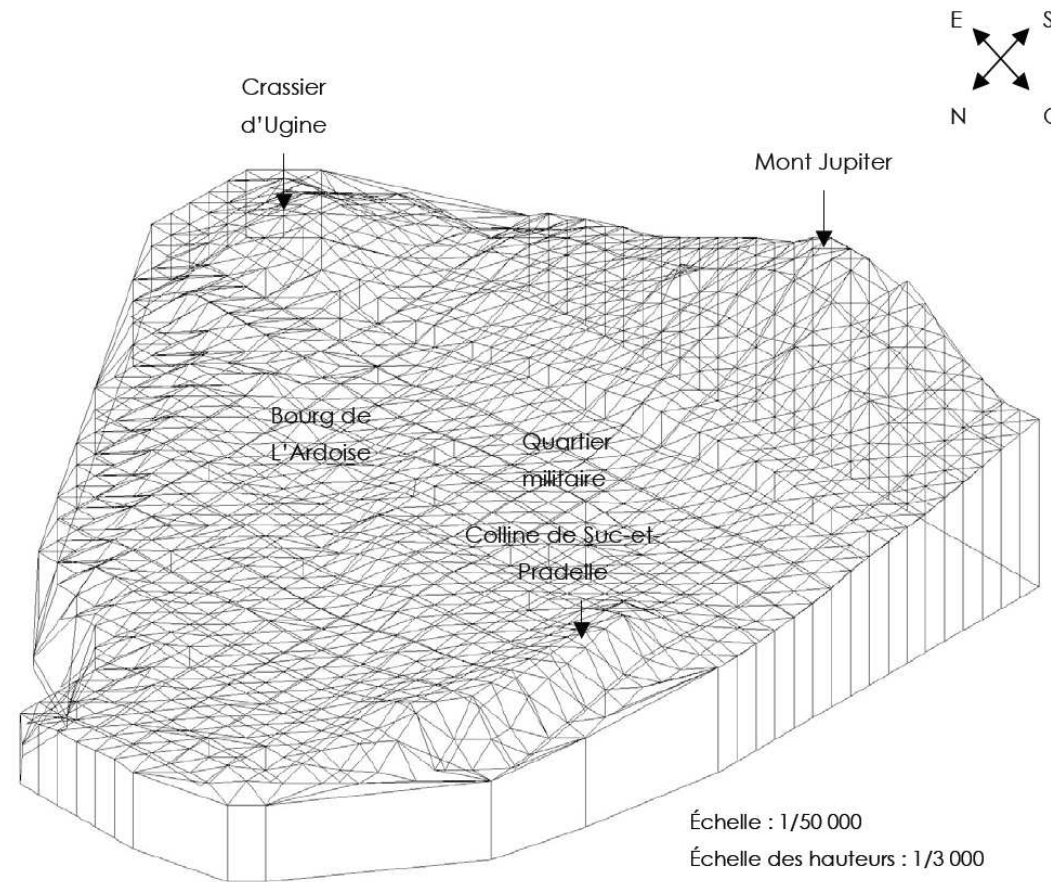 E S
N O
Crassier
d'Ugine
Mont Jupiter
Bourg de
L'Ardoise
Quartier
militaire
Colline de Suc-et-
Pradelle
Échelle : 1/50 000
Échelle des hauteurs : 1/3 000